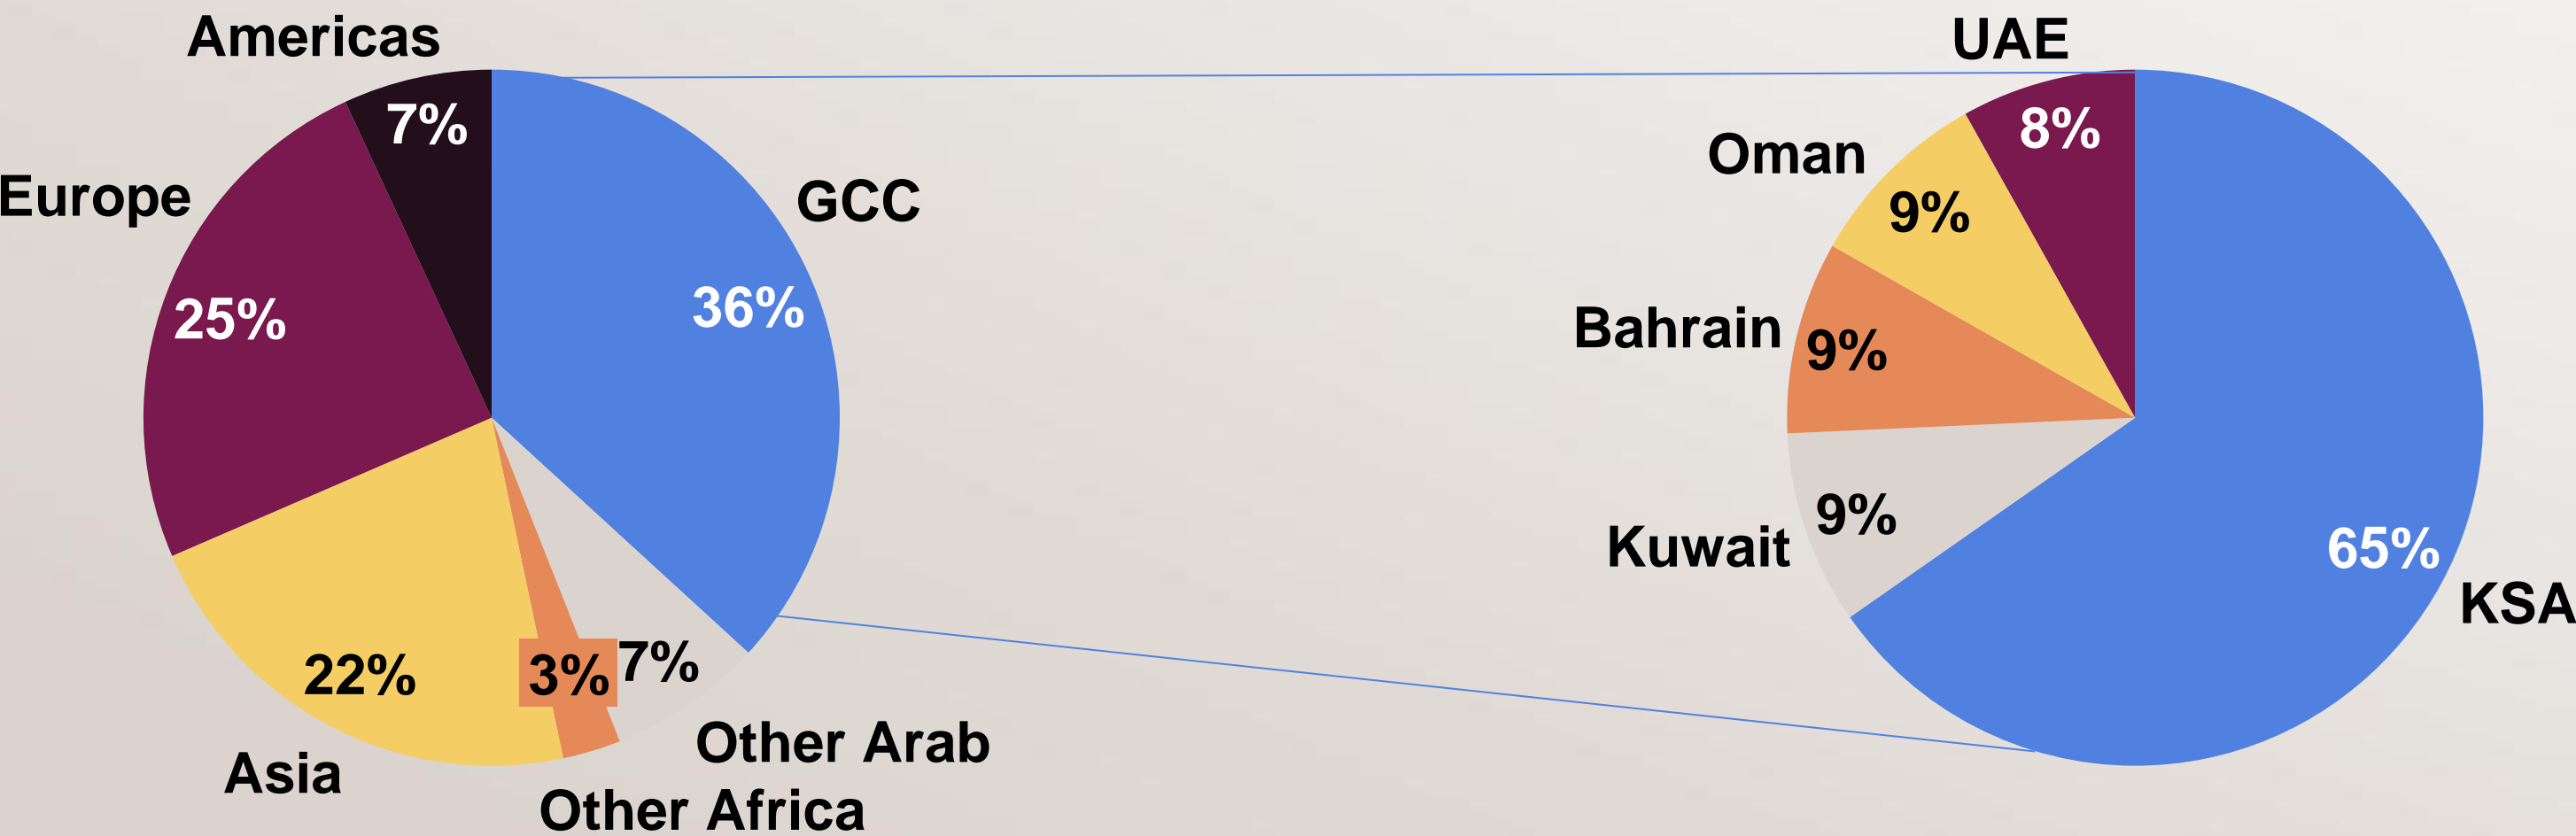 Americas
7%
Europe
25%
GCC
36%
22%
3%
7%
Asia
Other Arab
Other Africa
UAE
8%
Oman
9%
Bahrain
9%
Kuwait
9%
65%
KSA